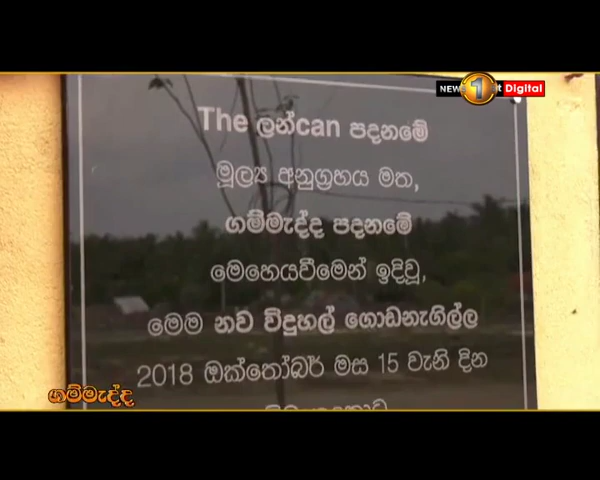 NEWS 1st Digital
The ලන්can පදනමේ
මූල්‍ය අනුග්‍රහය මත,
ගම්මැද්ද පදනමේ
මෙහෙයවීමෙන් ඉදිවූ,
මෙම නව විදුහල් ගොඩනැගිල්ල
2018 ඔක්තෝබර් මස 15 වැනි දින
ගම්මැද්ද